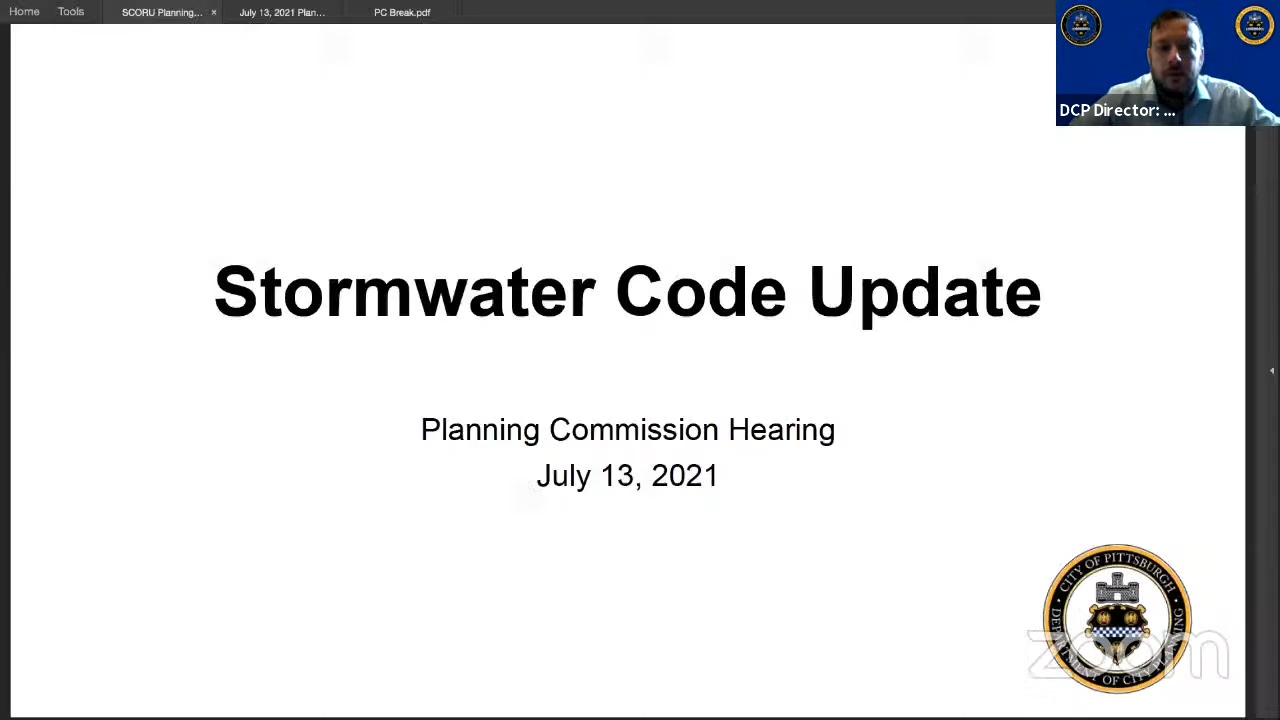 Home Tools SCORU Planning... × July 13, 2021 Plan... PC Break.pdf
DCP Director: ...
Stormwater Code Update
Planning Commission Hearing
July 13, 2021
CITY OF PITTSBURGH
DEPARTMENT OF CITY PLANNING
zoom